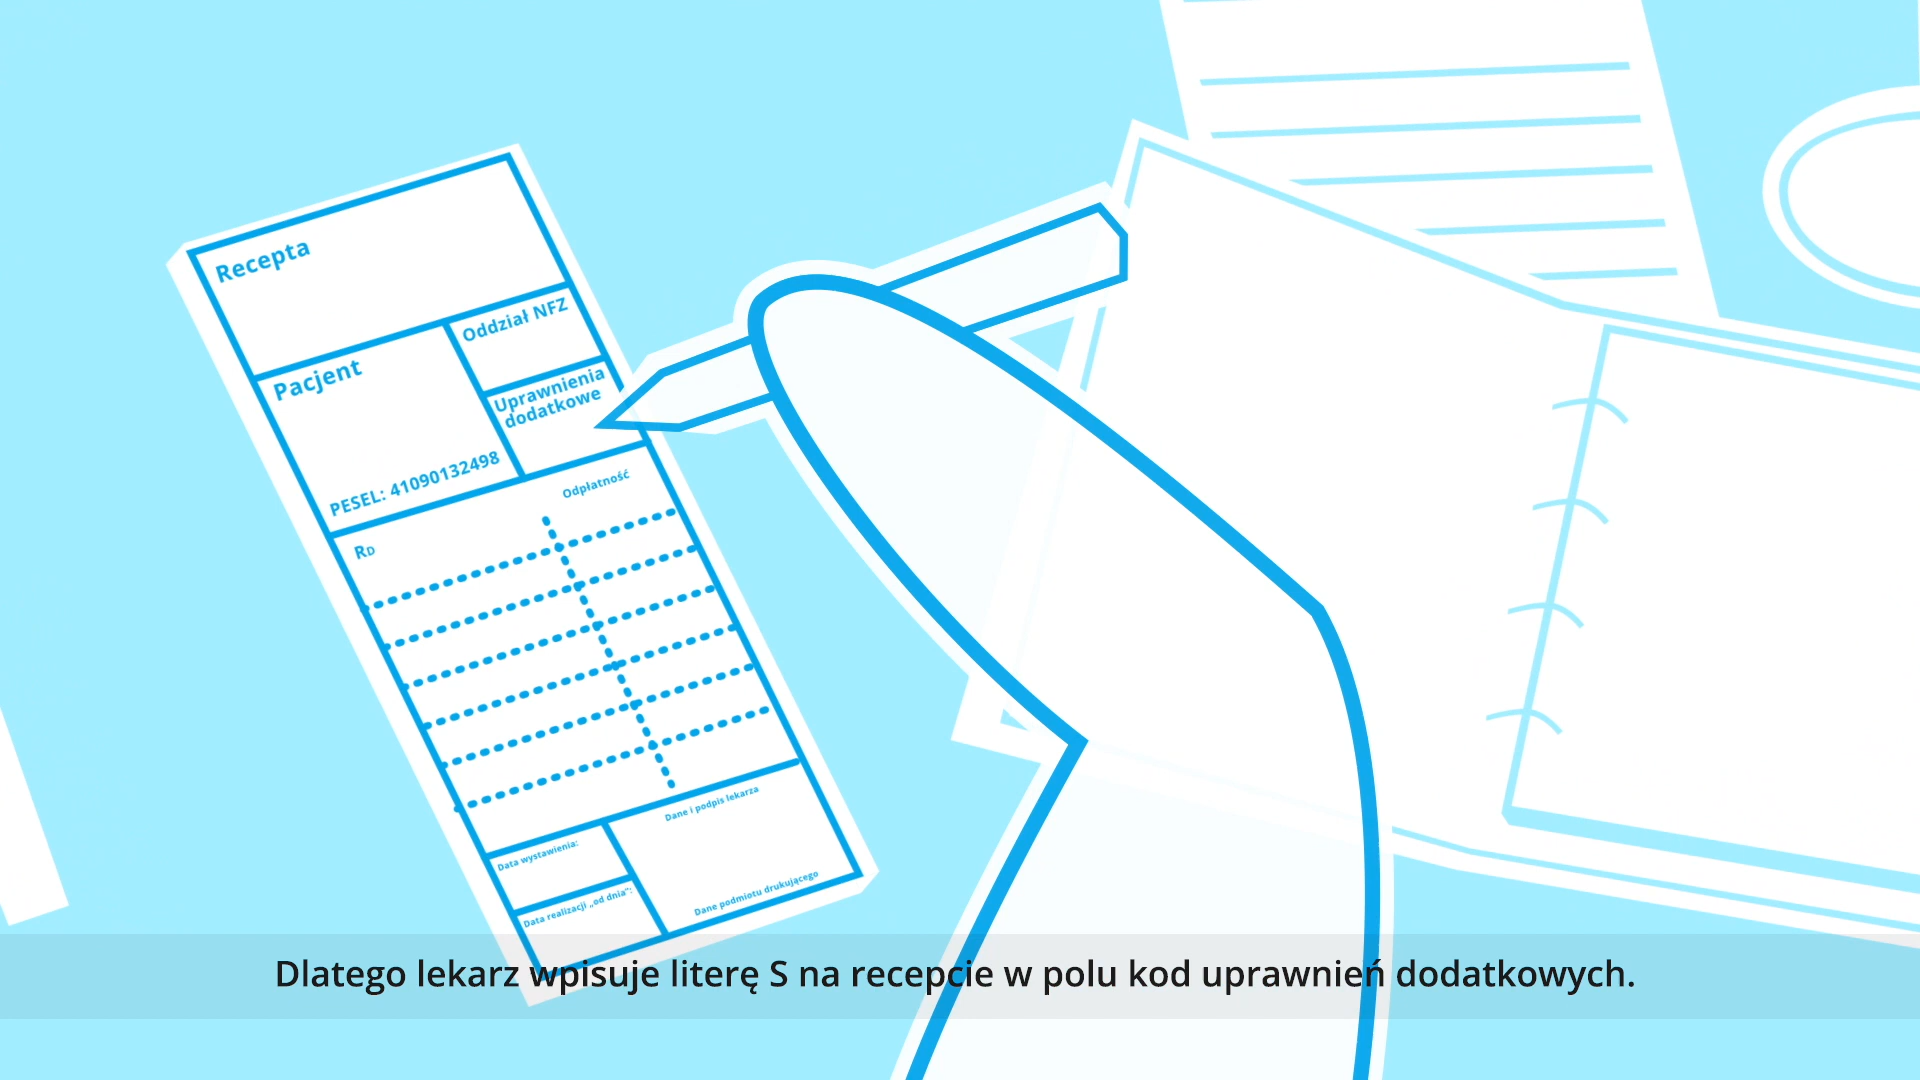 Recepta
Oddział NFZ
Pacjent
Uprawnienia
dodatkowe
PESEL: 41090132498
Odpłatność
RD
Dane i podpis lekarza
Data wystawienia:
Data realizacji „od dnia”:
Dane podmiotu drukującego
Dlatego lekarz wpisuje literę S na recepcie w polu kod uprawnień dodatkowych.